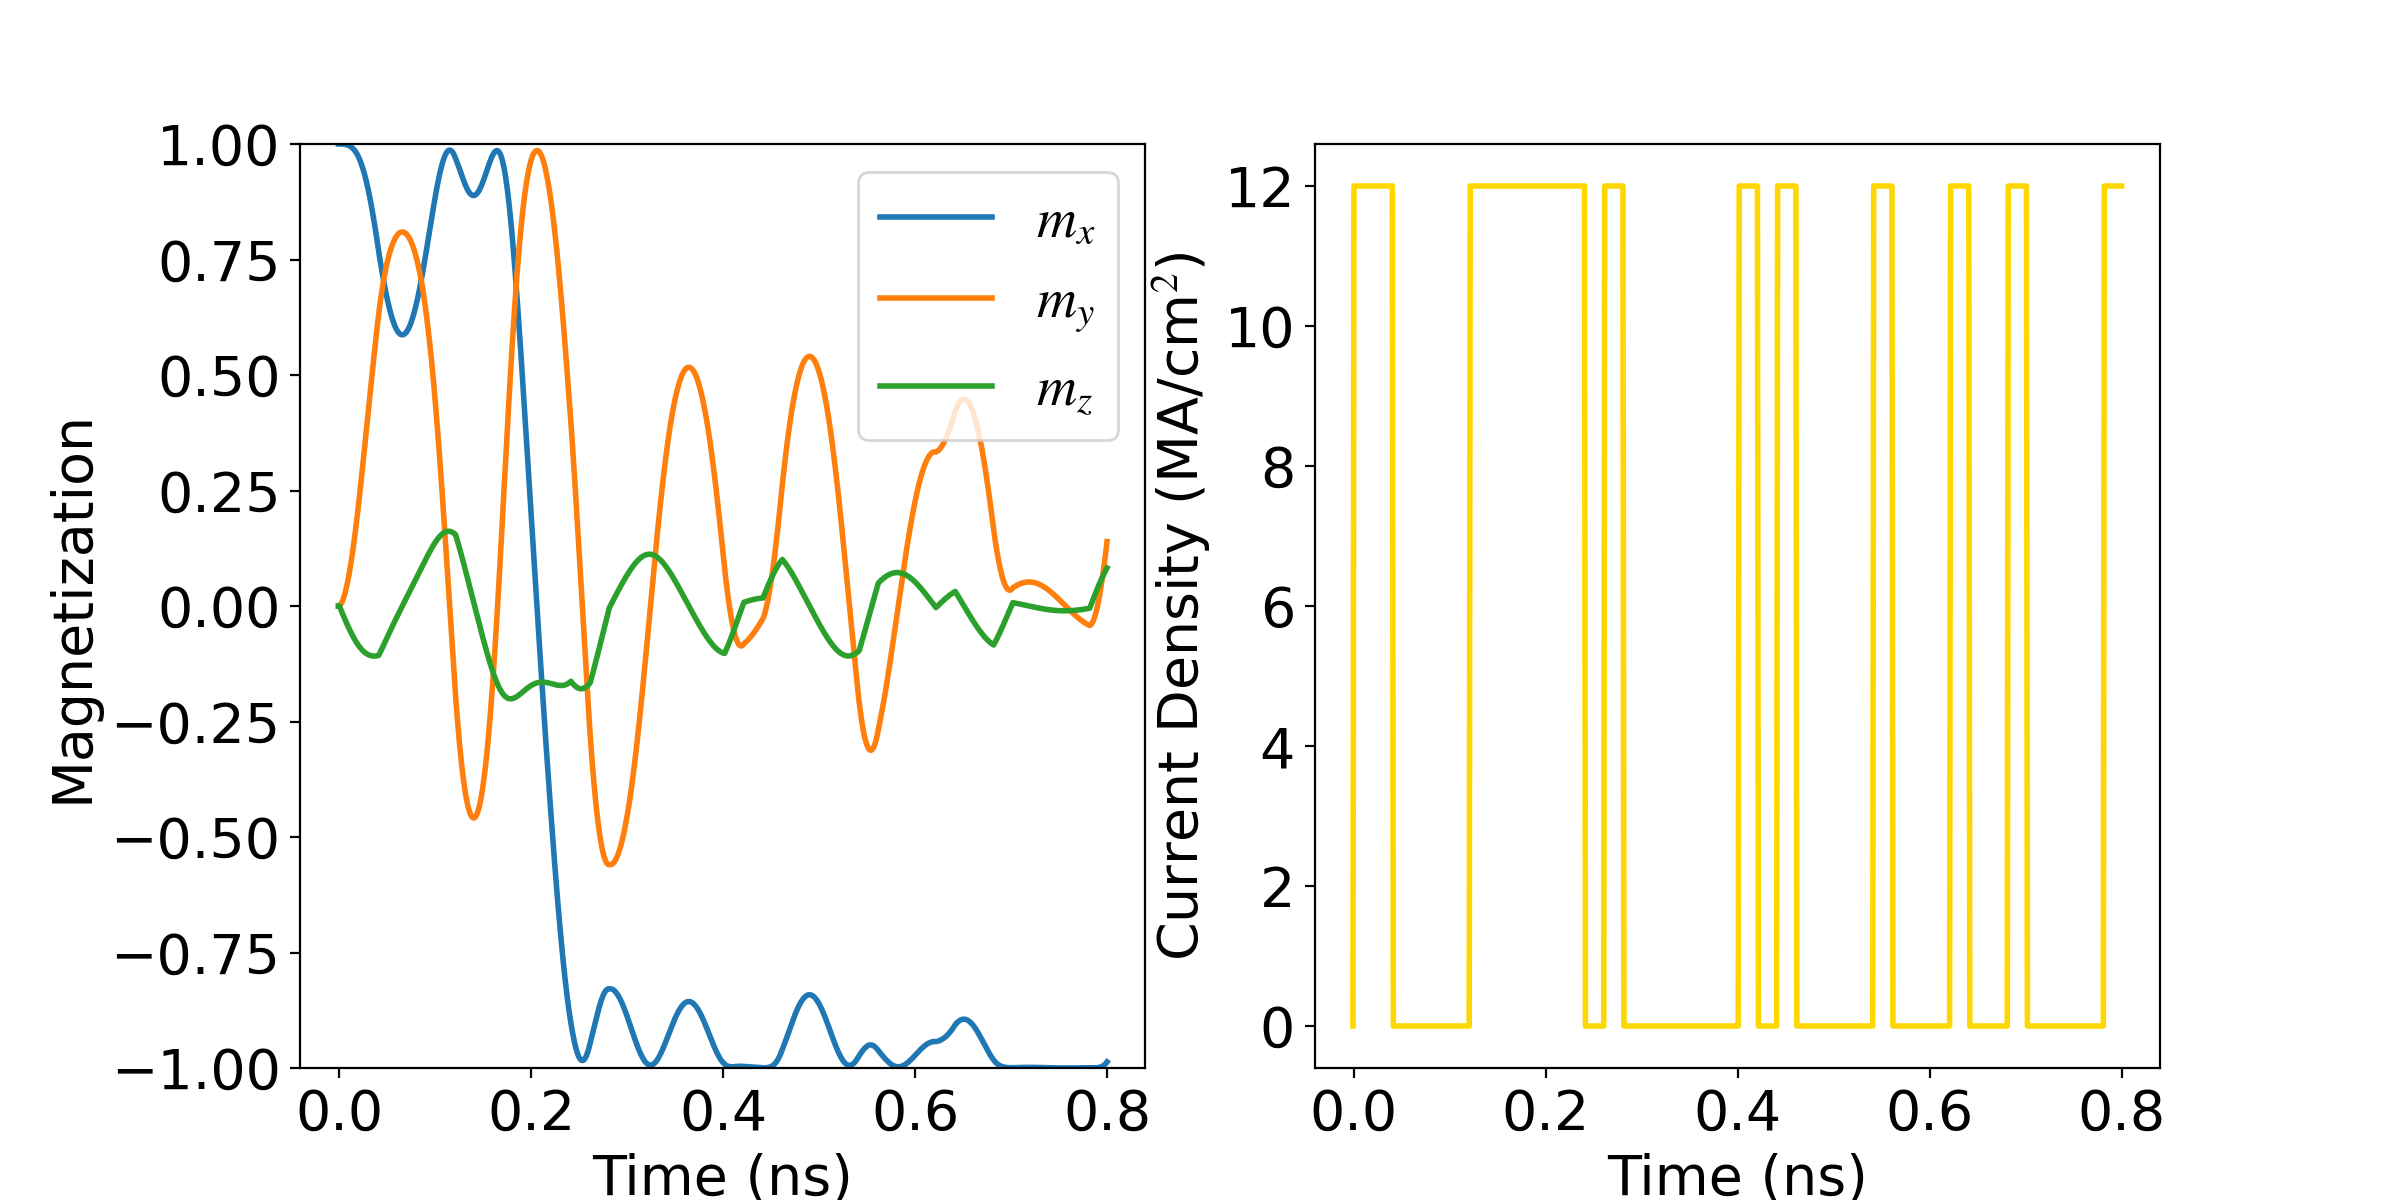 Magnetization
1.00
0.75
0.50
0.25
0.00
−0.25
−0.50
−0.75
−1.00
0.0 0.2 0.4 0.6 0.8
Time (ns)
m_x
m_y
m_z
Current Density (MA/cm²)
12
10
8
6
4
2
0
0.0 0.2 0.4 0.6 0.8
Time (ns)